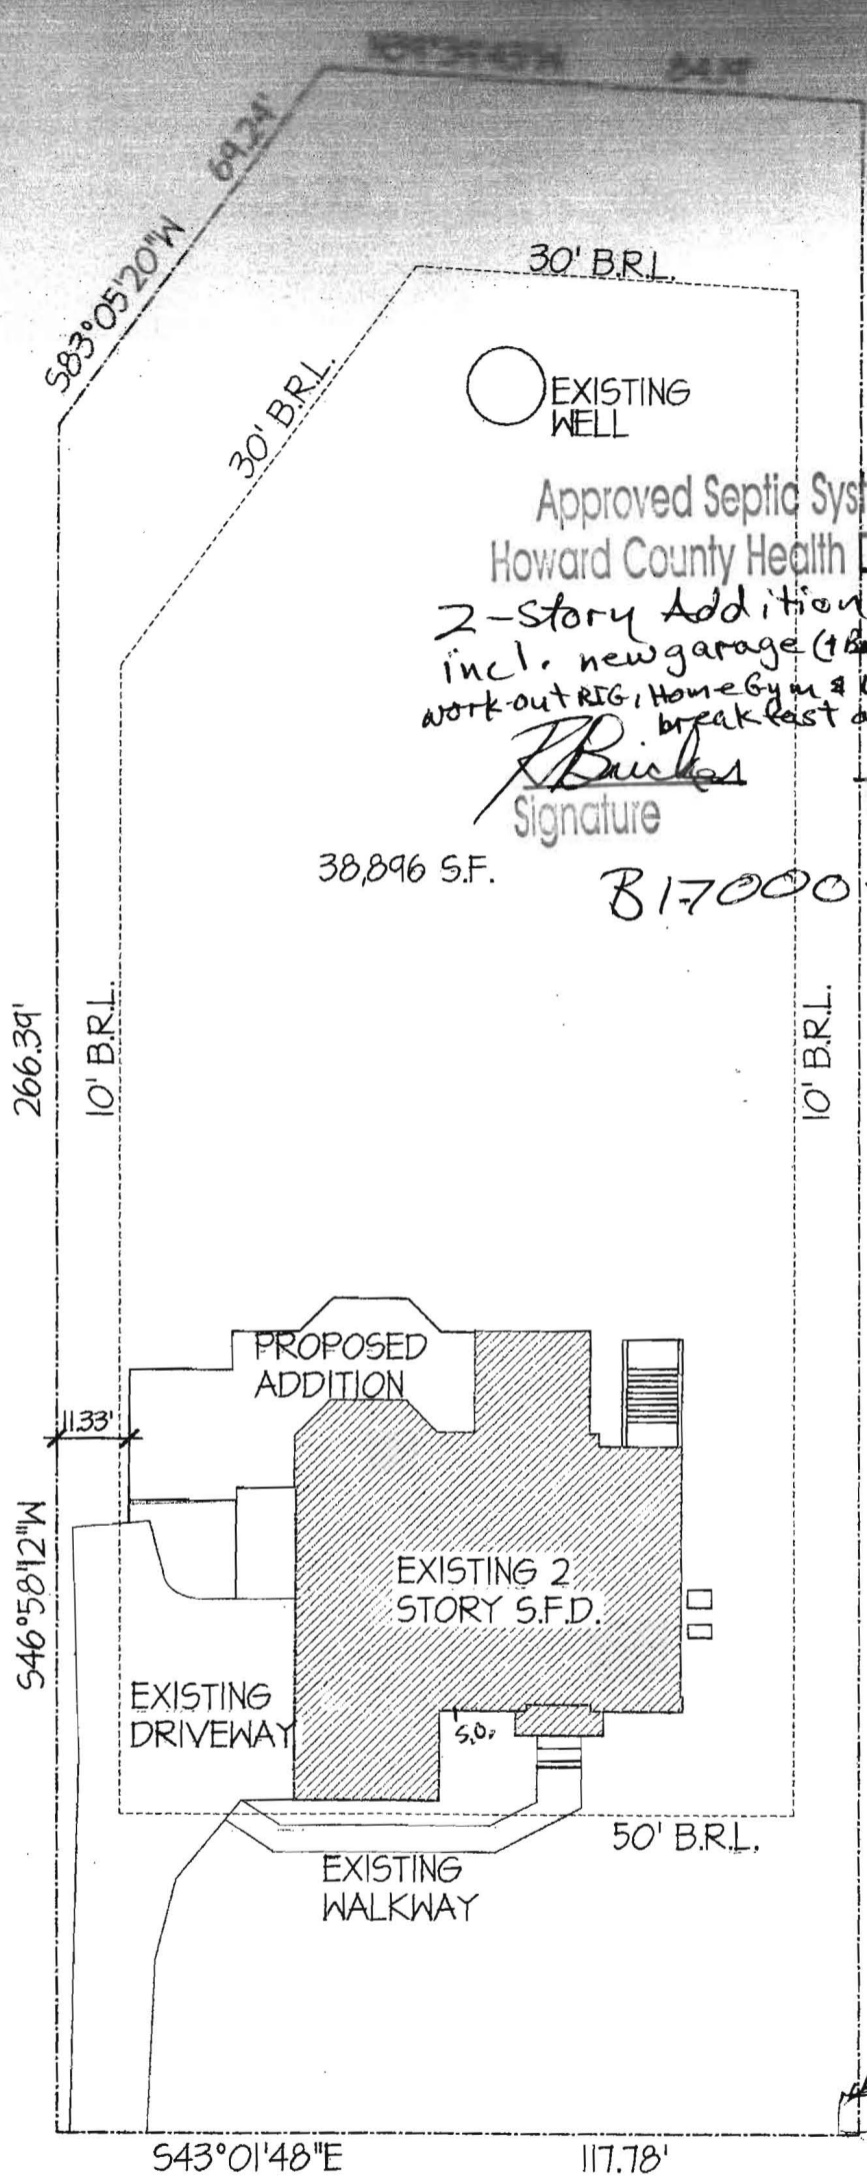 84.39'
69.24'
S83°05'20"W
30' B.R.L.
30' B.R.L.
EXISTING
WELL
Approved Septic Syst
Howard County Health D
2-Story Addition
incl. new garage (+
work-out RIG, Home Gym &
breakfast
Signature
38,896 S.F.
B17000
266.39'
10' B.R.L.
10' B.R.L.
PROPOSED
ADDITION
11.33'
S46°58'12"W
EXISTING 2
STORY S.F.D.
EXISTING
DRIVEWAY
S.O.
50' B.R.L.
EXISTING
WALKWAY
S43°01'48"E
117.78'